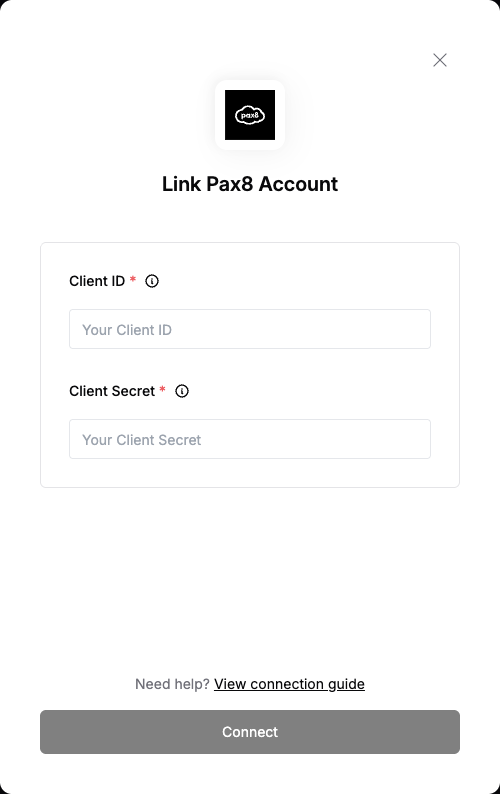 pax8
Link Pax8 Account
Client ID *
Your Client ID
Client Secret *
Your Client Secret
Need help? View connection guide
Connect